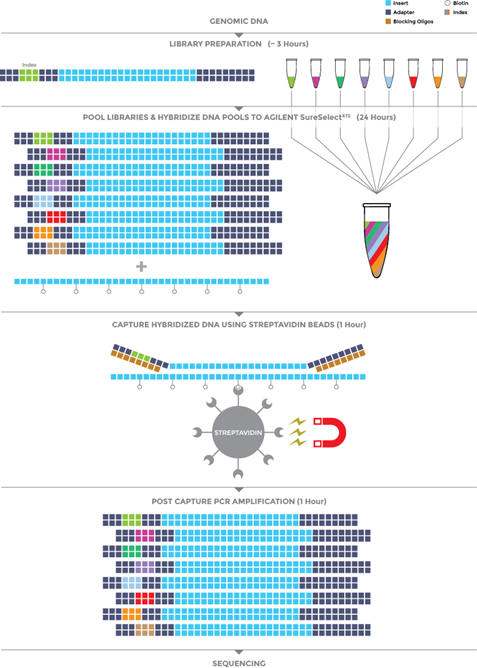 Insert
Biotin
Adapter
Index
Blocking Oligos
GENOMIC DNA
LIBRARY PREPARATION (~ 3 Hours)
Index
POOL LIBRARIES & HYBRIDIZE DNA POOLS TO AGILENT SureSelectXT2 (24 Hours)
+
CAPTURE HYBRIDIZED DNA USING STREPTAVIDIN BEADS (1 Hour)
STREPTAVIDIN
POST CAPTURE PCR AMPLIFICATION (1 Hour)
SEQUENCING